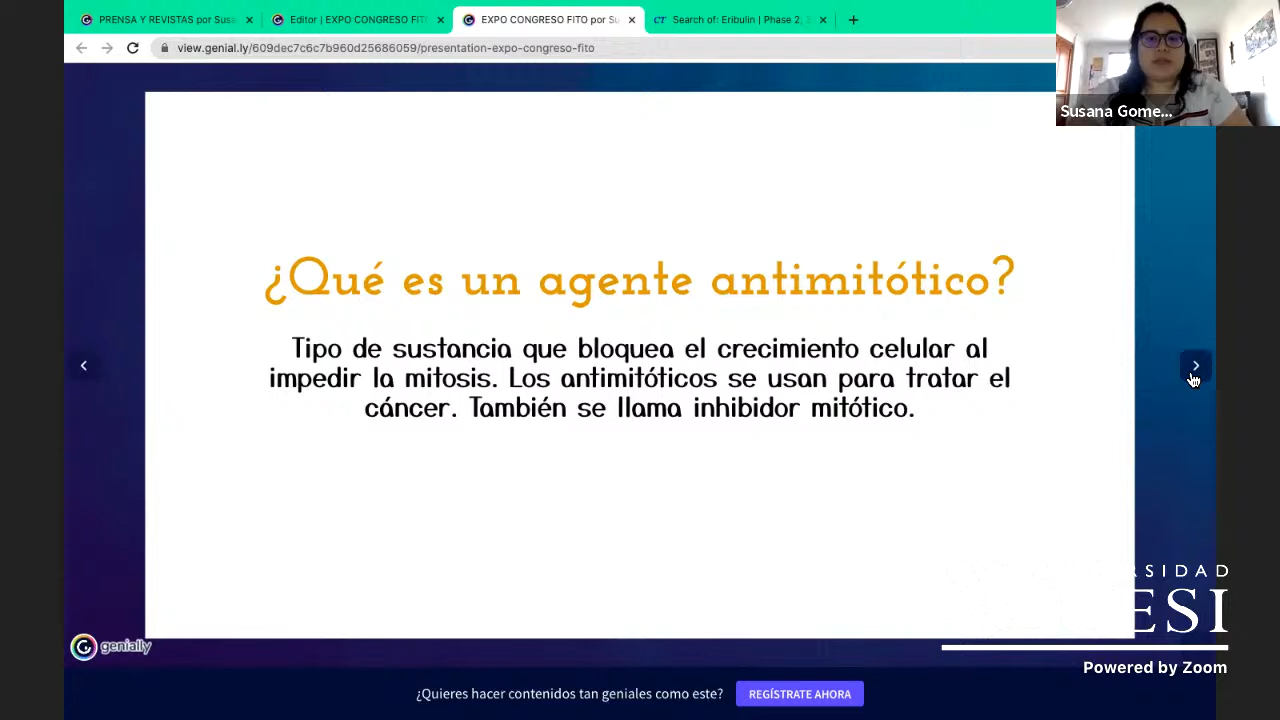 PRENSA Y REVISTAS por Susa
Editor | EXPO CONGRESO FIT
EXPO CONGRESO FITO por Su
CT Search of: Eribulin | Phase 2,
view.genial.ly/609dec7c6c7b960d25686059/presentation-expo-congreso-fito
Susana Gome...
¿Qué es un agente antimitótico?
Tipo de sustancia que bloquea el crecimiento celular al
impedir la mitosis. Los antimitóticos se usan para tratar el
cáncer. También se llama inhibidor mitótico.
RSIDAD
ESI
genially
Powered by Zoom
¿Quieres hacer contenidos tan geniales como este?
REGÍSTRATE AHORA